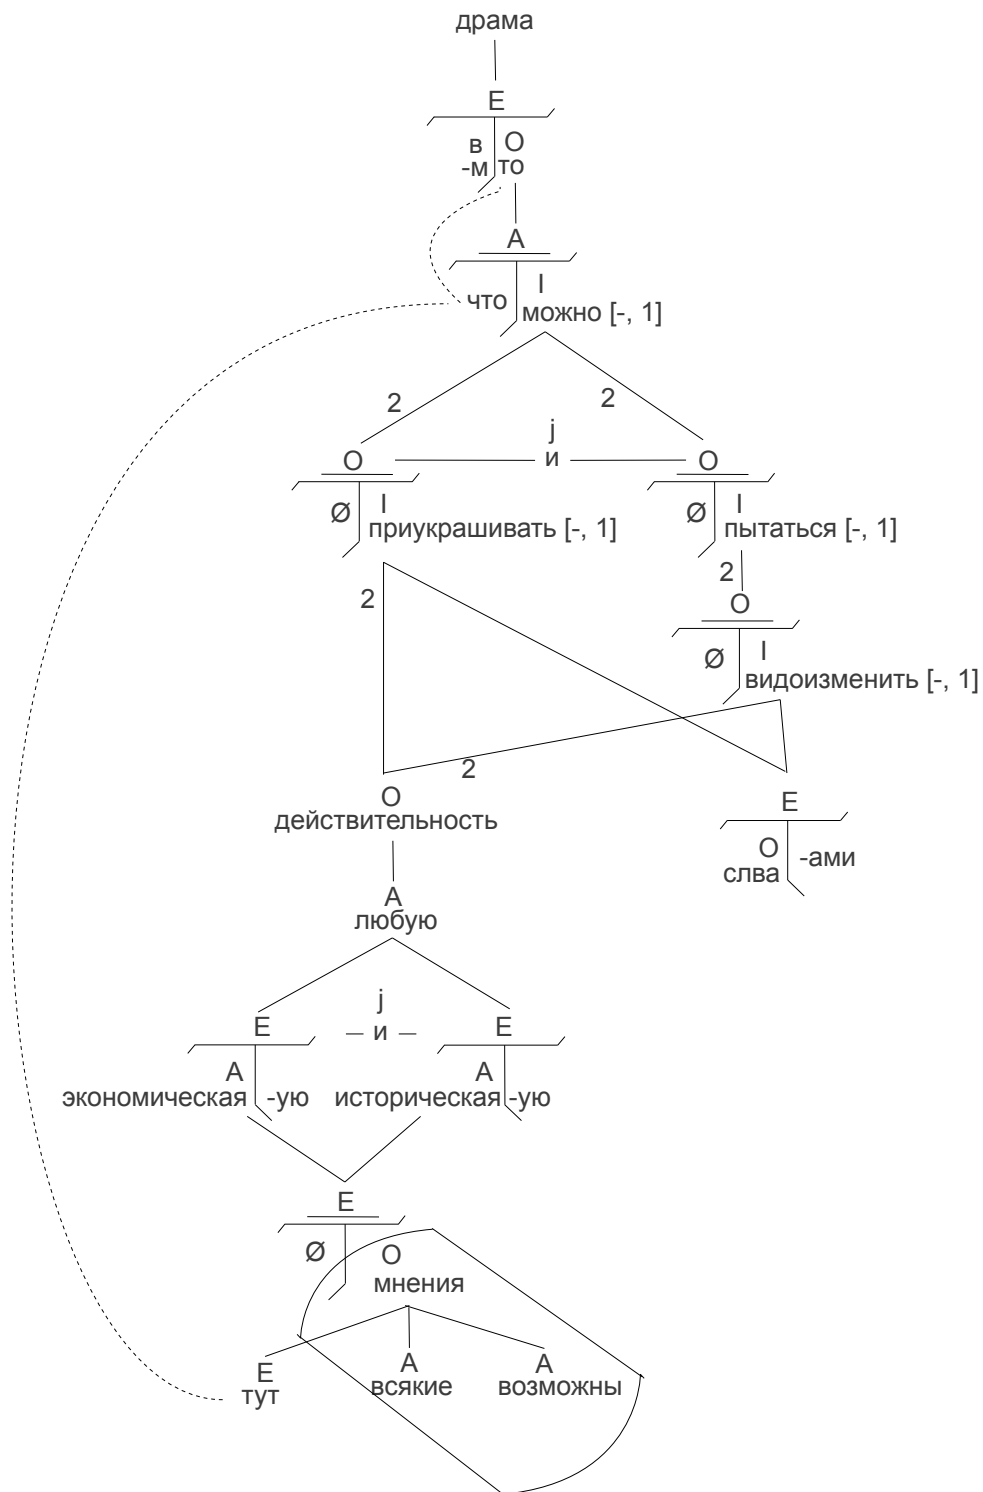 драма
E
в O
-м то
A
I
что
можно [-, 1]
2 2
j
O и O
Ø I Ø I
приукрашивать [-, 1] пытаться [-, 1]
2 2
O
Ø I
видоизменить [-, 1]
2
O E
действительность
O -ами
слва
A
любую
j
E и E
A A
экономическая -ую историческая -ую
E
Ø O
мнения
E A A
тут всякие возможны